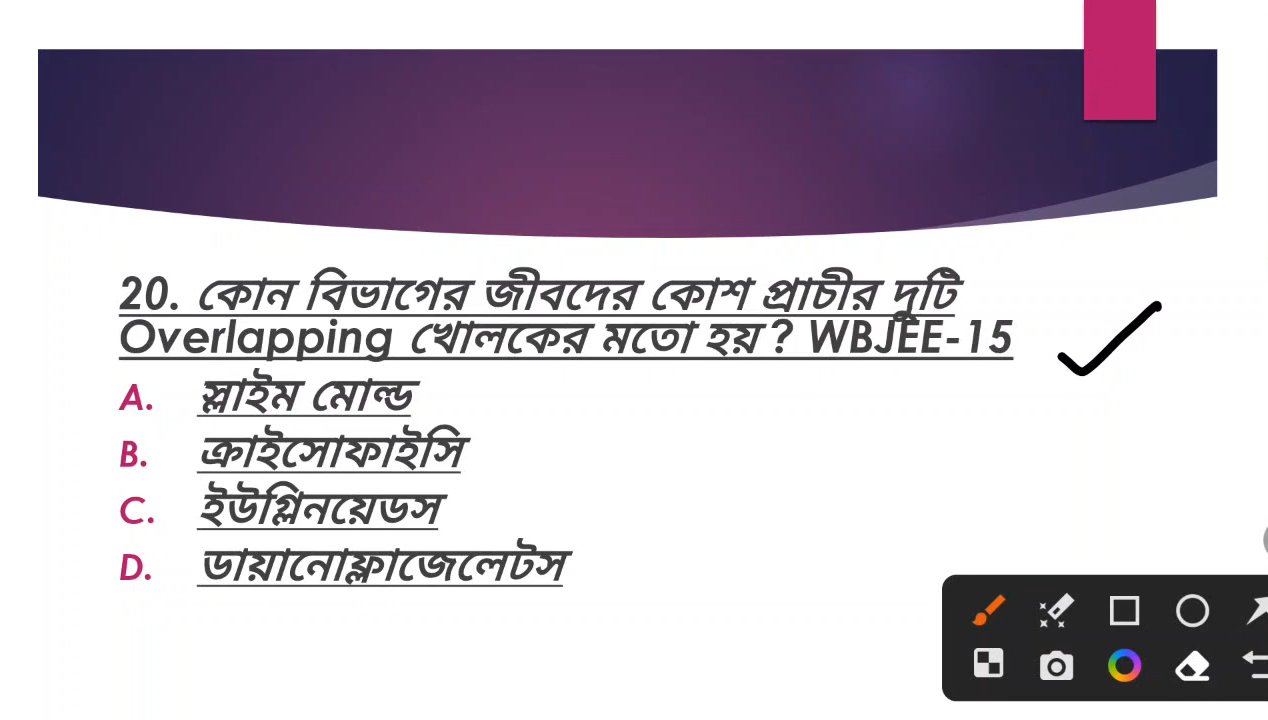 20. কোন বিভাগের জীবদের কোশ প্রাচীর দুটি
Overlapping খোলকের মতো হয়? WBJEE-15
A. স্লাইম মোল্ড
B. ক্রাইসোফাইসি
C. ইউগ্লিনয়েডস
D. ডায়ানোফ্লাজেলেটস